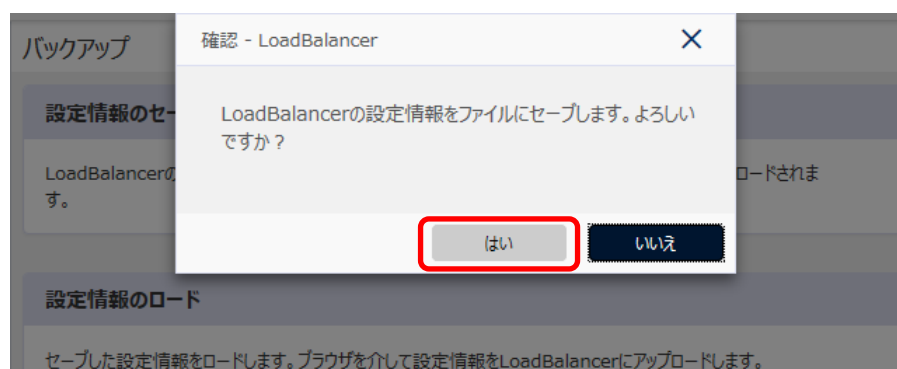 バックアップ
確認 - LoadBalancer
設定情報のセー
LoadBalancerの設定情報をファイルにセーブします。よろしい
ですか？
LoadBalancerの
ロードされま
す。
はい
いいえ
設定情報のロード
セーブした設定情報をロードします。ブラウザを介して設定情報をLoadBalancerにアップロードします。